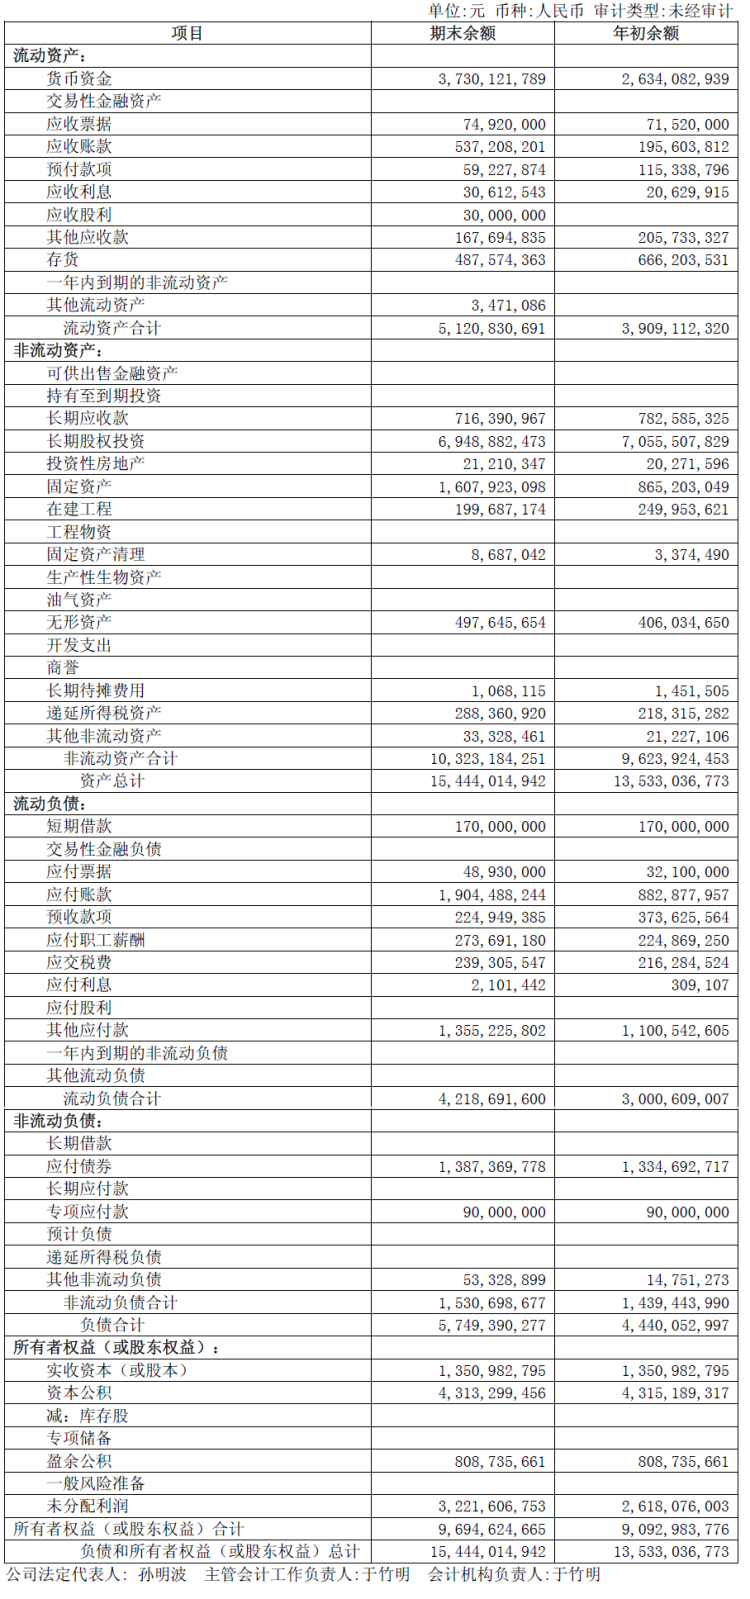 单位:元 币种:人民币 审计类型:未经审计
项目 期末余额 年初余额
流动资产:
货币资金 3,730,121,789 2,634,082,939
交易性金融资产
应收票据 74,920,000 71,520,000
应收账款 537,208,201 195,603,812
预付款项 59,227,874 115,338,796
应收利息 30,612,543 20,629,915
应收股利 30,000,000
其他应收款 167,694,835 205,733,327
存货 487,574,363 666,203,531
一年内到期的非流动资产
其他流动资产 3,471,086
流动资产合计 5,120,830,691 3,909,112,320
非流动资产:
可供出售金融资产
持有至到期投资
长期应收款 716,390,967 782,585,325
长期股权投资 6,948,882,473 7,055,507,829
投资性房地产 21,210,347 20,271,596
固定资产 1,607,923,098 865,203,049
在建工程 199,687,174 249,953,621
工程物资
固定资产清理 8,687,042 3,374,490
生产性生物资产
油气资产
无形资产 497,645,654 406,034,650
开发支出
商誉
长期待摊费用 1,068,115 1,451,505
递延所得税资产 288,360,920 218,315,282
其他非流动资产 33,328,461 21,227,106
非流动资产合计 10,323,184,251 9,623,924,453
资产总计 15,444,014,942 13,533,036,773
流动负债:
短期借款 170,000,000 170,000,000
交易性金融负债
应付票据 48,930,000 32,100,000
应付账款 1,904,488,244 882,877,957
预收款项 224,949,385 373,625,564
应付职工薪酬 273,691,180 224,869,250
应交税费 239,305,547 216,284,524
应付利息 2,101,442 309,107
应付股利
其他应付款 1,355,225,802 1,100,542,605
一年内到期的非流动负债
其他流动负债
流动负债合计 4,218,691,600 3,000,609,007
非流动负债:
长期借款
应付债券 1,387,369,778 1,334,692,717
长期应付款
专项应付款 90,000,000 90,000,000
预计负债
递延所得税负债
其他非流动负债 53,328,899 14,751,273
非流动负债合计 1,530,698,677 1,439,443,990
负债合计 5,749,390,277 4,440,052,997
所有者权益（或股东权益）:
实收资本（或股本） 1,350,982,795 1,350,982,795
资本公积 4,313,299,456 4,315,189,317
减: 库存股
专项储备
盈余公积 808,735,661 808,735,661
一般风险准备
未分配利润 3,221,606,753 2,618,076,003
所有者权益（或股东权益）合计 9,694,624,665 9,092,983,776
负债和所有者权益（或股东权益）总计 15,444,014,942 13,533,036,773
公司法定代表人: 孙明波 主管会计工作负责人:于竹明 会计机构负责人:于竹明